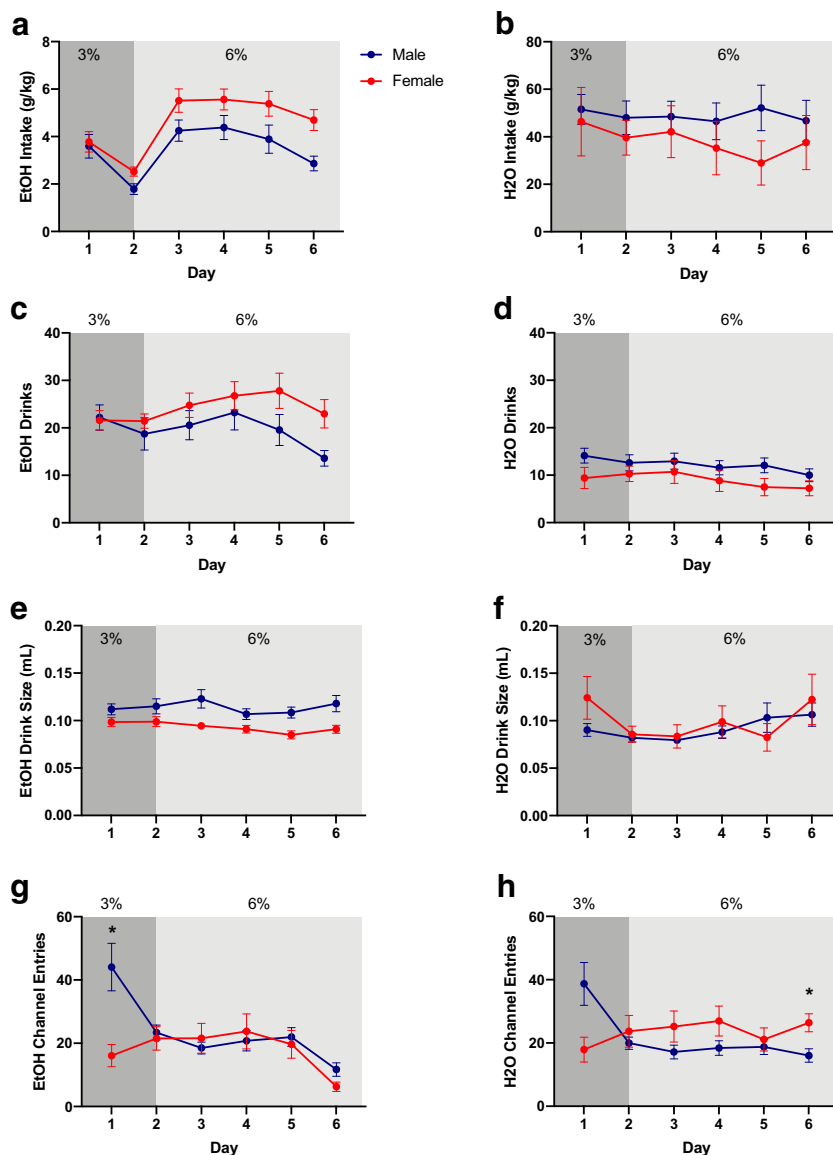 a
b
3%
6%
Male
Female
3%
6%
EtOH Intake (g/kg)
8
6
4
2
0
1 2 3 4 5 6
Day
H2O Intake (g/kg)
80
60
40
20
0
1 2 3 4 5 6
Day
c
d
3%
6%
3%
6%
EtOH Drinks
40
30
20
10
0
1 2 3 4 5 6
Day
H2O Drinks
40
30
20
10
0
1 2 3 4 5 6
Day
e
f
3%
6%
3%
6%
EtOH Drink Size (mL)
0.20
0.15
0.10
0.05
0.00
1 2 3 4 5 6
H2O Drink Size (mL)
0.20
0.15
0.10
0.05
0.00
1 2 3 4 5 6
g
h
3%
6%
3%
6%
EtOH Channel Entries
60
40
20
0
*
1 2 3 4 5 6
Day
H2O Channel Entries
60
40
20
0
*
1 2 3 4 5 6
Day